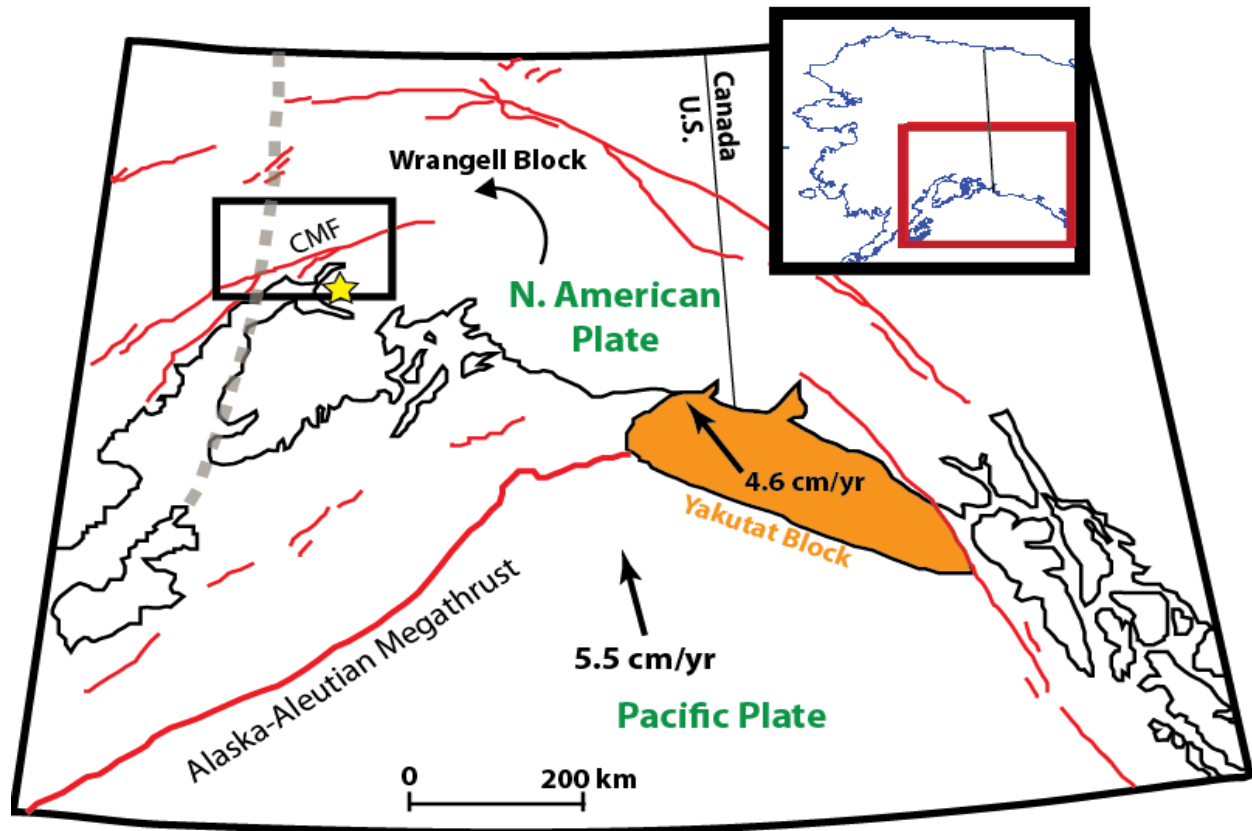 Canada
U.S.
Wrangell Block
CMF
N. American
Plate
4.6 cm/yr
Yakutat Block
Alaska-Aleutian Megathrust
5.5 cm/yr
Pacific Plate
0
200 km